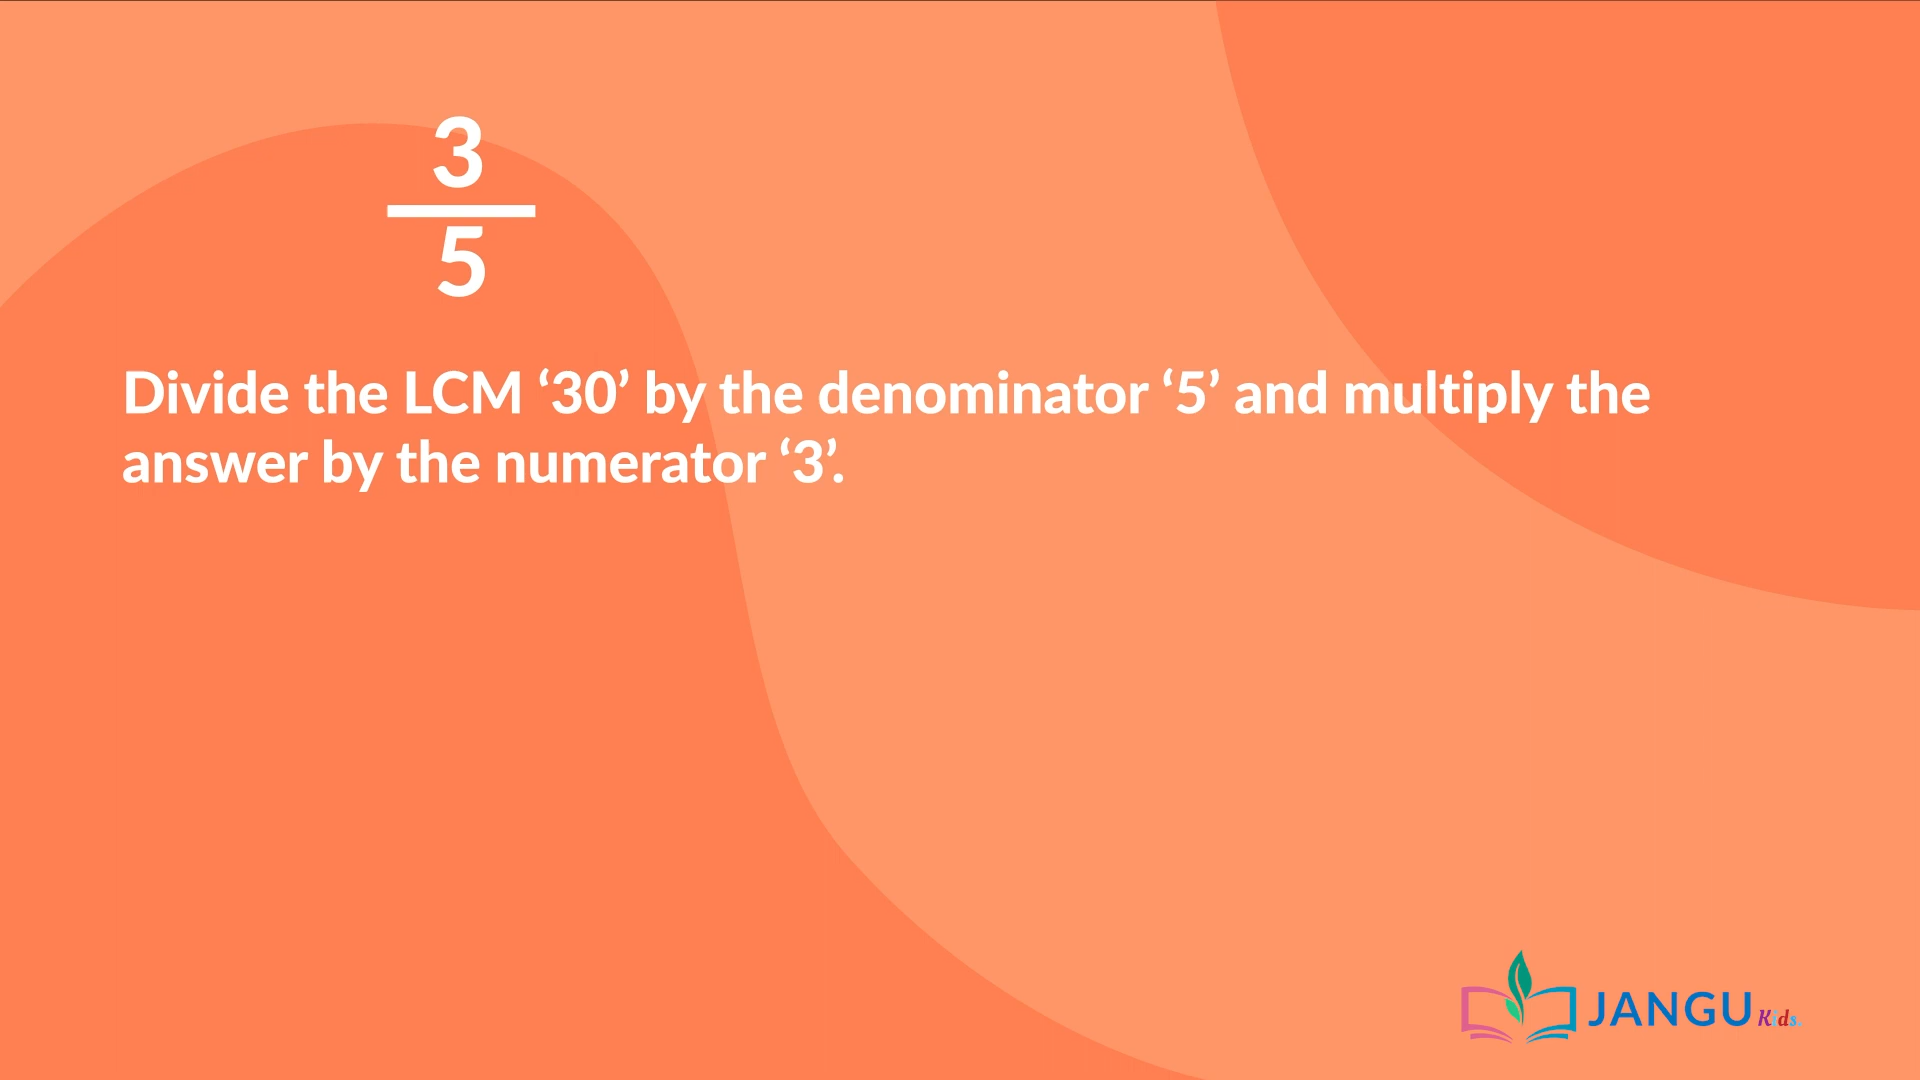 3
5
Divide the LCM ‘30’ by the denominator ‘5’ and multiply the
answer by the numerator ‘3’.
JANGU Kids